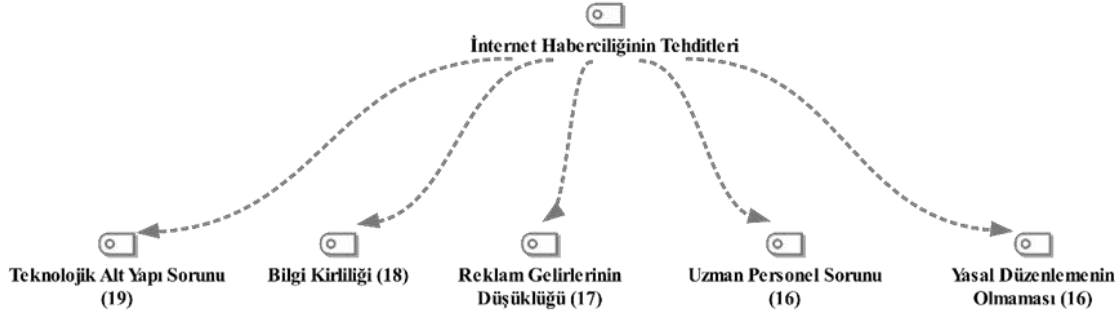 İnternet Haberciliğinin Tehditleri
Teknolojik Alt Yapı Sorunu
(19)
Bilgi Kirliliği (18)
Reklam Gelirlerinin
Düşüklüğü (17)
Uzman Personel Sorunu
(16)
Yasal Düzenlemenin
Olmaması (16)